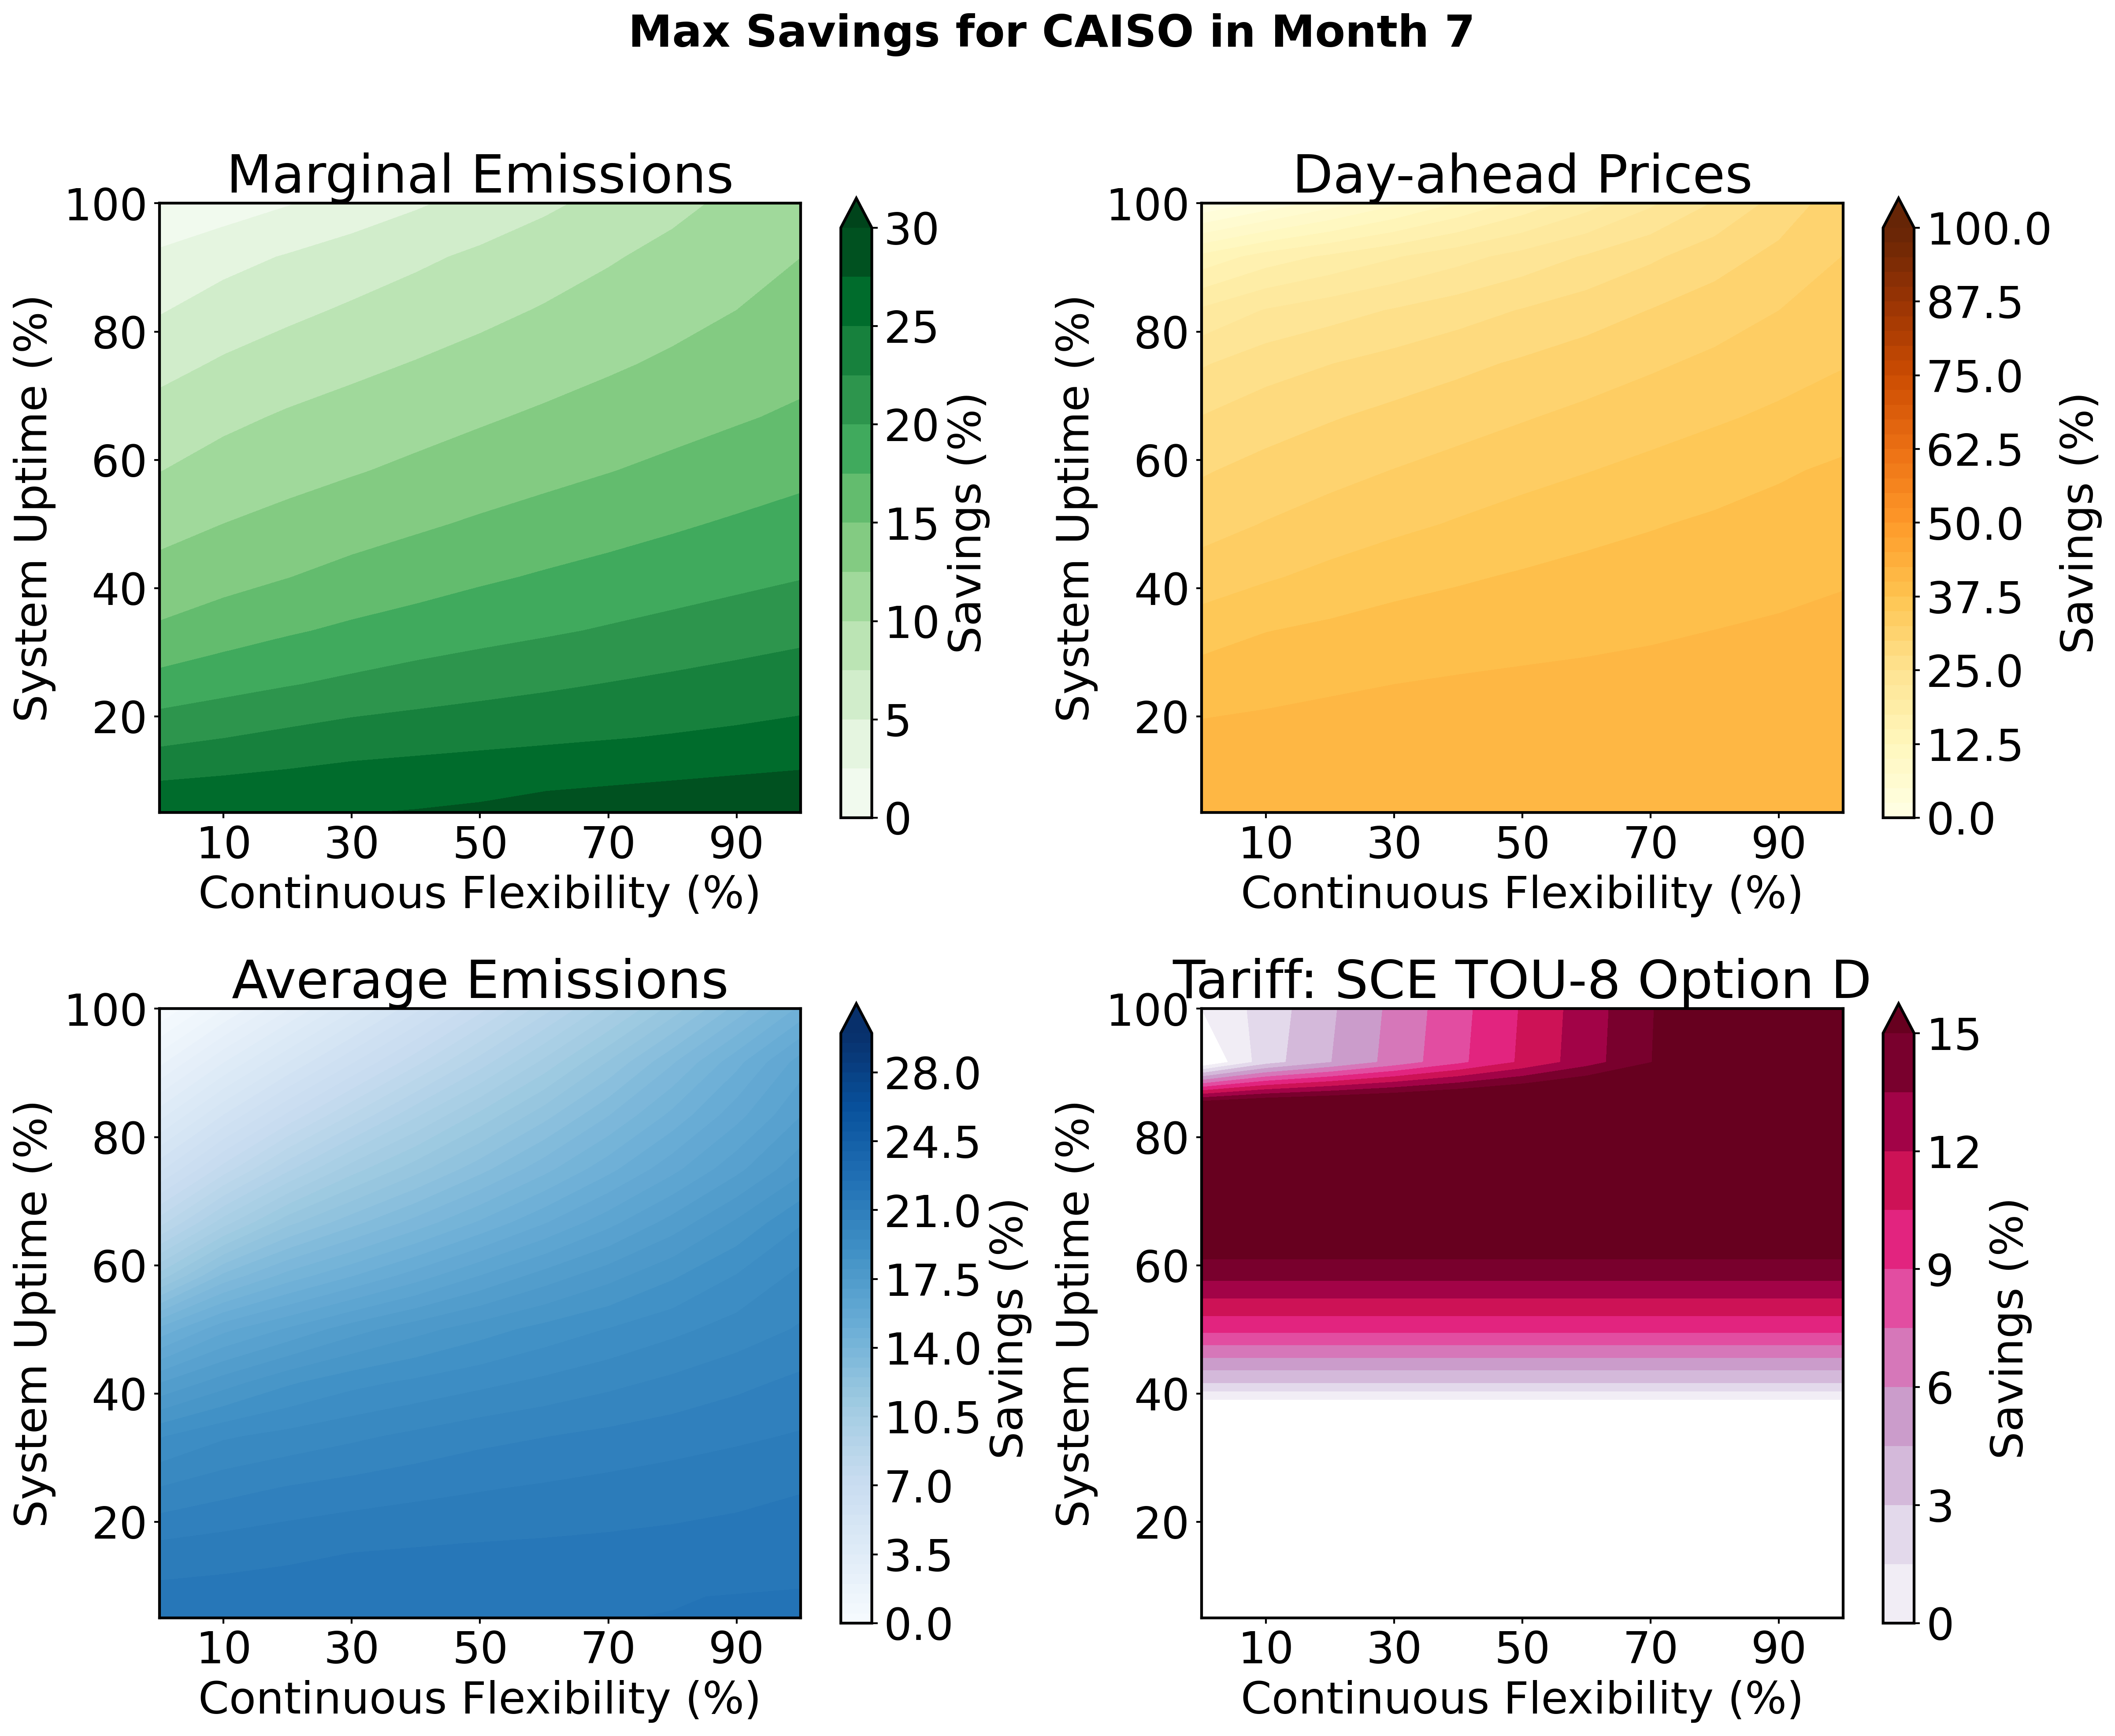 Max Savings for CAISO in Month 7
Marginal Emissions
100
80
60
40
20
System Uptime (%)
10 30 50 70 90
Continuous Flexibility (%)
30
25
20
15
10
5
0
Savings (%)
Day-ahead Prices
100
80
60
40
20
System Uptime (%)
10 30 50 70 90
Continuous Flexibility (%)
100.0
87.5
75.0
62.5
50.0
37.5
25.0
12.5
0.0
Savings (%)
Average Emissions
100
80
60
40
20
System Uptime (%)
10 30 50 70 90
Continuous Flexibility (%)
28.0
24.5
21.0
17.5
14.0
10.5
7.0
3.5
0.0
Savings (%)
Tariff: SCE TOU-8 Option D
100
80
60
40
20
System Uptime (%)
10 30 50 70 90
Continuous Flexibility (%)
15
12
9
6
3
0
Savings (%)